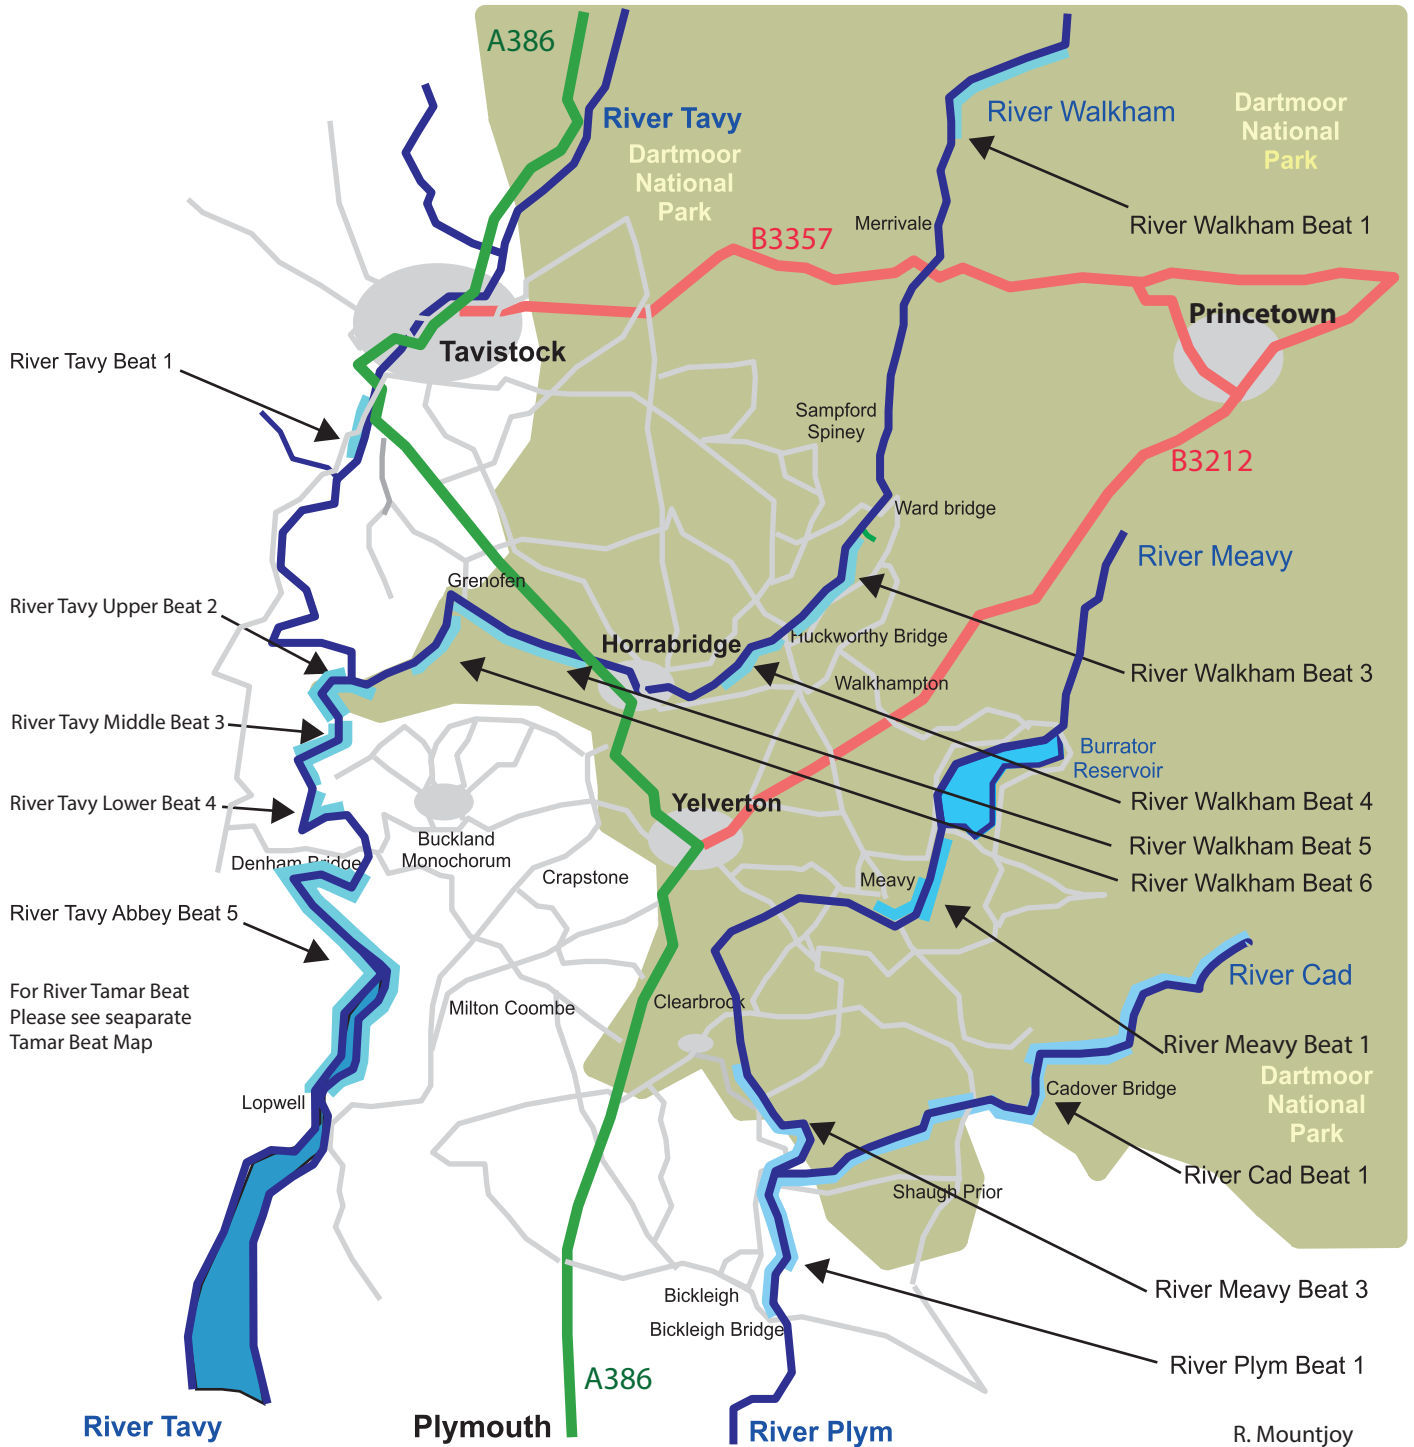 A386
River Tavy
Dartmoor
National
Park
River Walkham
Dartmoor
National
Park
River Walkham Beat 1
Merrivale
B3357
Princetown
Tavistock
River Tavy Beat 1
Sampford
Spiney
B3212
Ward bridge
River Meavy
Grenofen
River Tavy Upper Beat 2
Horrabridge
Huckworthy Bridge
River Walkham Beat 3
Walkhampton
River Tavy Middle Beat 3
Burrator
Reservoir
River Tavy Lower Beat 4
Yelverton
River Walkham Beat 4
Buckland
Monochorum
River Walkham Beat 5
Denham Bridge
Crapstone
Meavy
River Walkham Beat 6
River Tavy Abbey Beat 5
River Cad
For River Tamar Beat
Please see seaparate
Tamar Beat Map
Milton Coombe
Clearbrook
River Meavy Beat 1
Dartmoor
National
Park
Cadover Bridge
Lopwell
River Cad Beat 1
Shaugh Prior
Bickleigh
River Meavy Beat 3
Bickleigh Bridge
River Plym Beat 1
A386
River Tavy
Plymouth
River Plym
R. Mountjoy